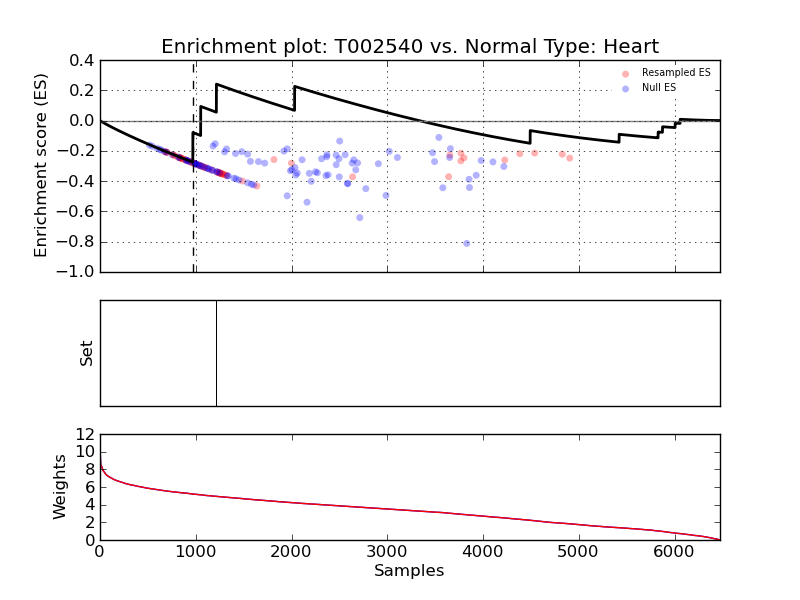 Enrichment plot: T002540 vs. Normal Type: Heart
Enrichment score (ES)
0.4
0.2
0.0
−0.2
−0.4
−0.6
−0.8
−1.0
Resampled ES
Null ES
Set
Weights
12
10
8
6
4
2
0
0 1000 2000 3000 4000 5000 6000
Samples